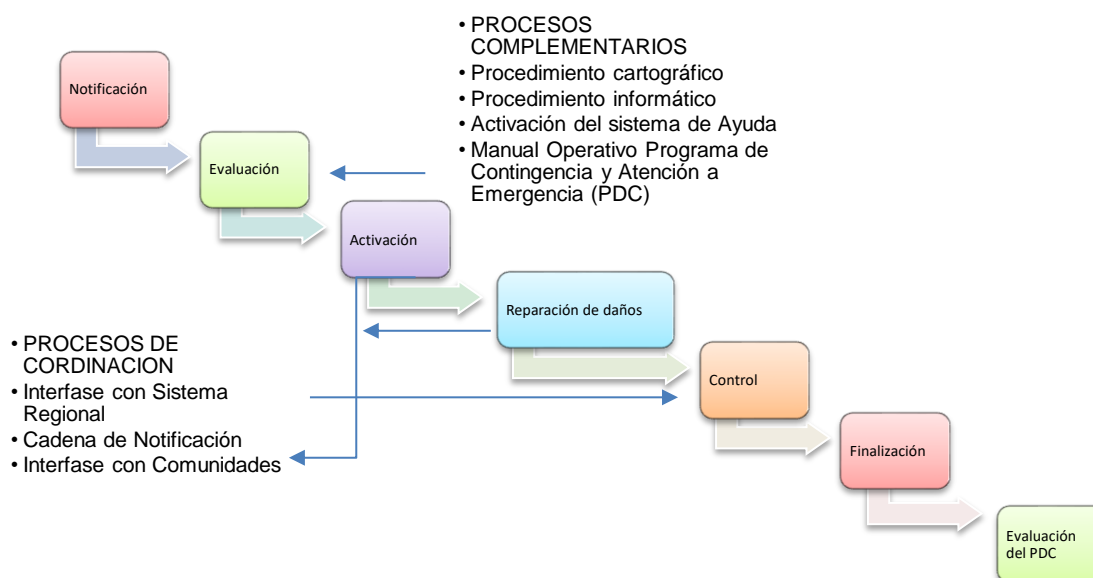 • PROCESOS
COMPLEMENTARIOS
• Procedimiento cartográfico
• Procedimiento informático
• Activación del sistema de Ayuda
• Manual Operativo Programa de
Contingencia y Atención a
Emergencia (PDC)
Notificación
Evaluación
Activación
Reparación de daños
• PROCESOS DE
CORDINACION
• Interfase con Sistema
Regional
• Cadena de Notificación
• Interfase con Comunidades
Control
Finalización
Evaluación
del PDC